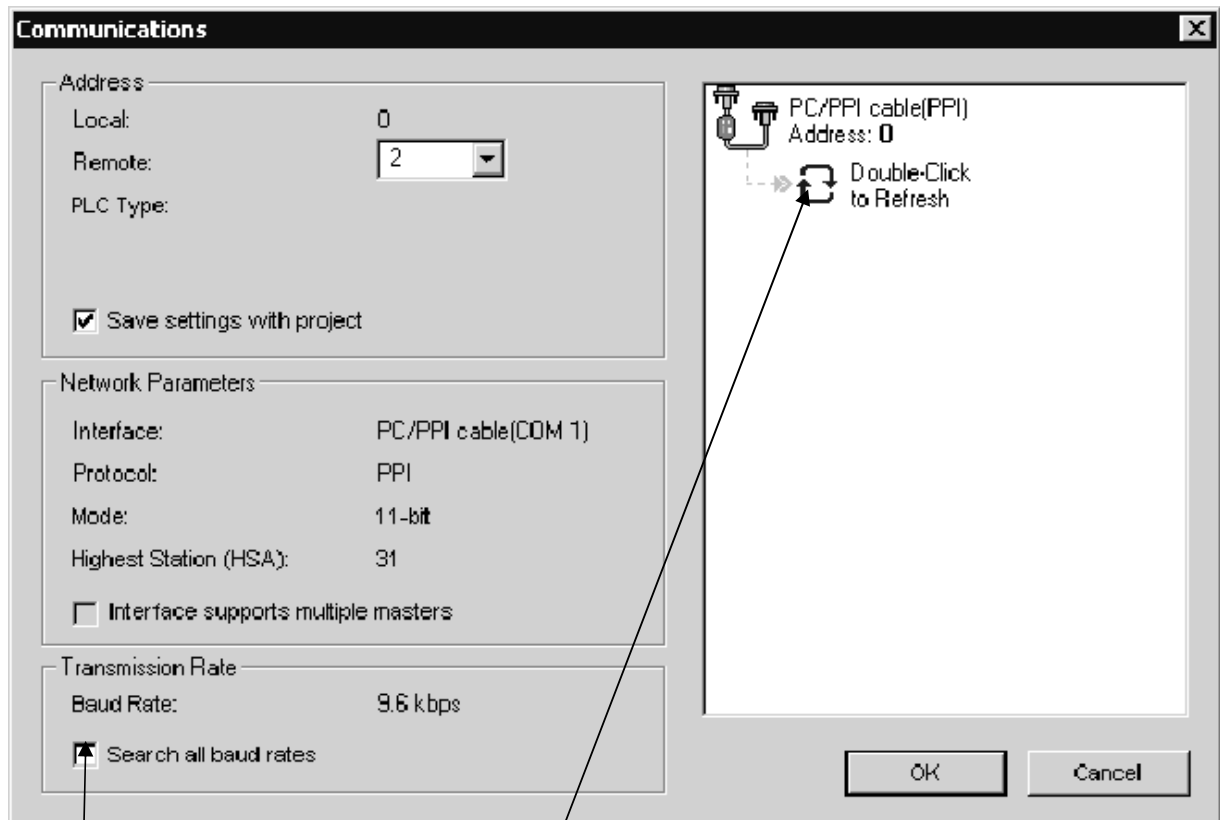 Communications
Address
Local: 0
Remote: 2
PLC Type:
Save settings with project
Network Parameters
Interface: PC/PPI cable(COM 1)
Protocol: PPI
Mode: 11-bit
Highest Station (HSA): 31
Interface supports multiple masters
Transmission Rate
Baud Rate: 9.6 kbps
Search all baud rates
PC/PPI cable(PPI)
Address: 0
Double-Click
to Refresh
OK Cancel